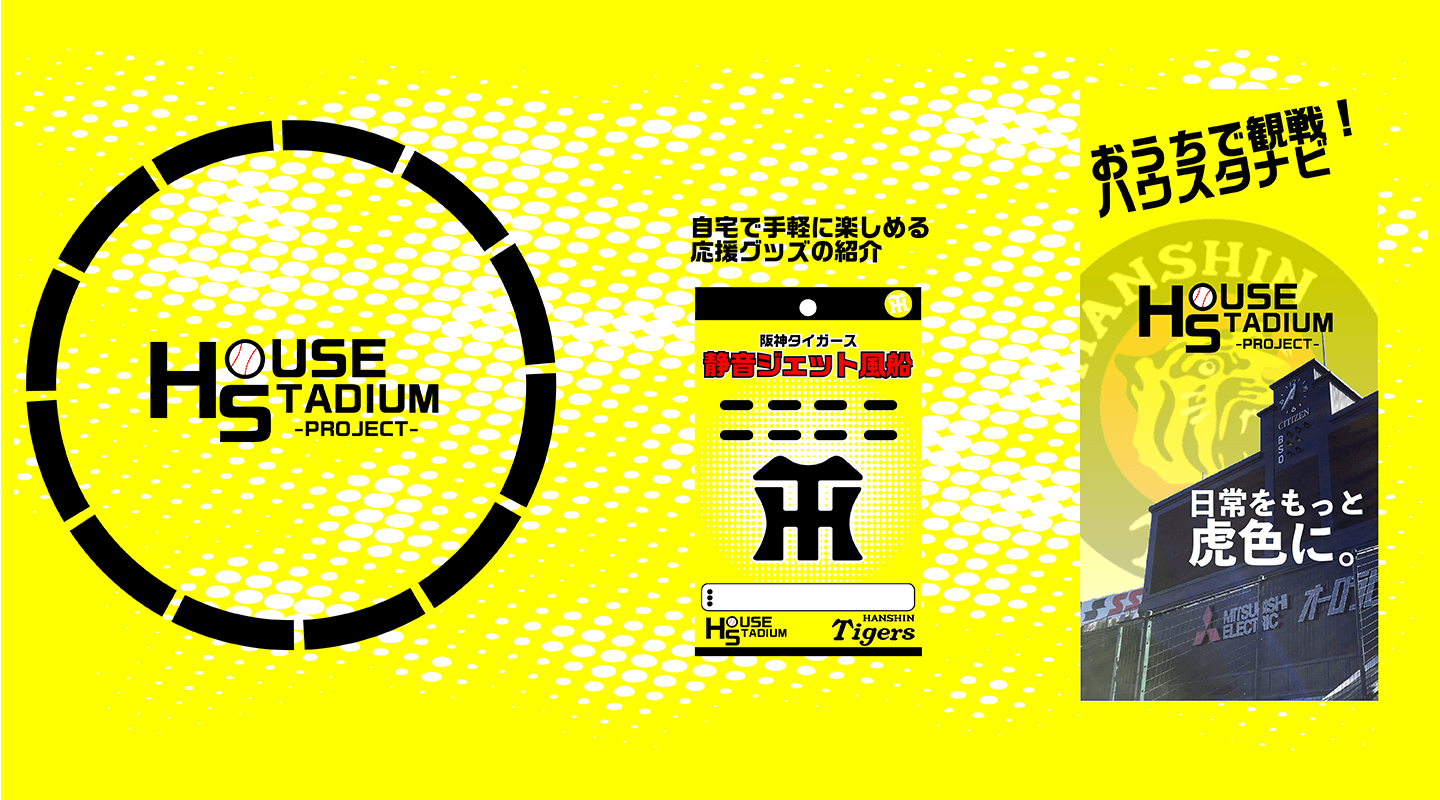 HOUSE
STADIUM
-PROJECT-
自宅で手軽に楽しめる
応援グッズの紹介
阪神タイガース
静音ジェット風船
HOUSE
STADIUM
HANSHIN
Tigers
おうちで観戦!
ハウスタナビ
HANSHIN
HOUSE
STADIUM
-PROJECT-
CITIZEN
BSO
日常をもっと
虎色に。
MITSUBISHI
ELECTRIC